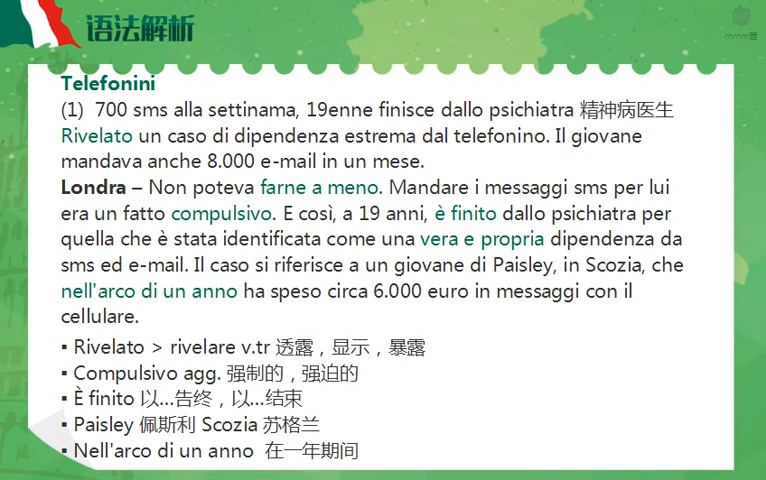 语法解析
mmm豆
Telefonini
(1) 700 sms alla settinama, 19enne finisce dallo psichiatra 精神病医生
Rivelato un caso di dipendenza estrema dal telefonino. Il giovane
mandava anche 8.000 e-mail in un mese.
Londra – Non poteva farne a meno. Mandare i messaggi sms per lui
era un fatto compulsivo. E così, a 19 anni, è finito dallo psichiatra per
quella che è stata identificata come una vera e propria dipendenza da
sms ed e-mail. Il caso si riferisce a un giovane di Paisley, in Scozia, che
nell'arco di un anno ha speso circa 6.000 euro in messaggi con il
cellulare.
▪ Rivelato > rivelare v.tr 透露，显示，暴露
▪ Compulsivo agg. 强制的，强迫的
▪ È finito 以...告终，以...结束
▪ Paisley 佩斯利 Scozia 苏格兰
▪ Nell'arco di un anno 在一年期间